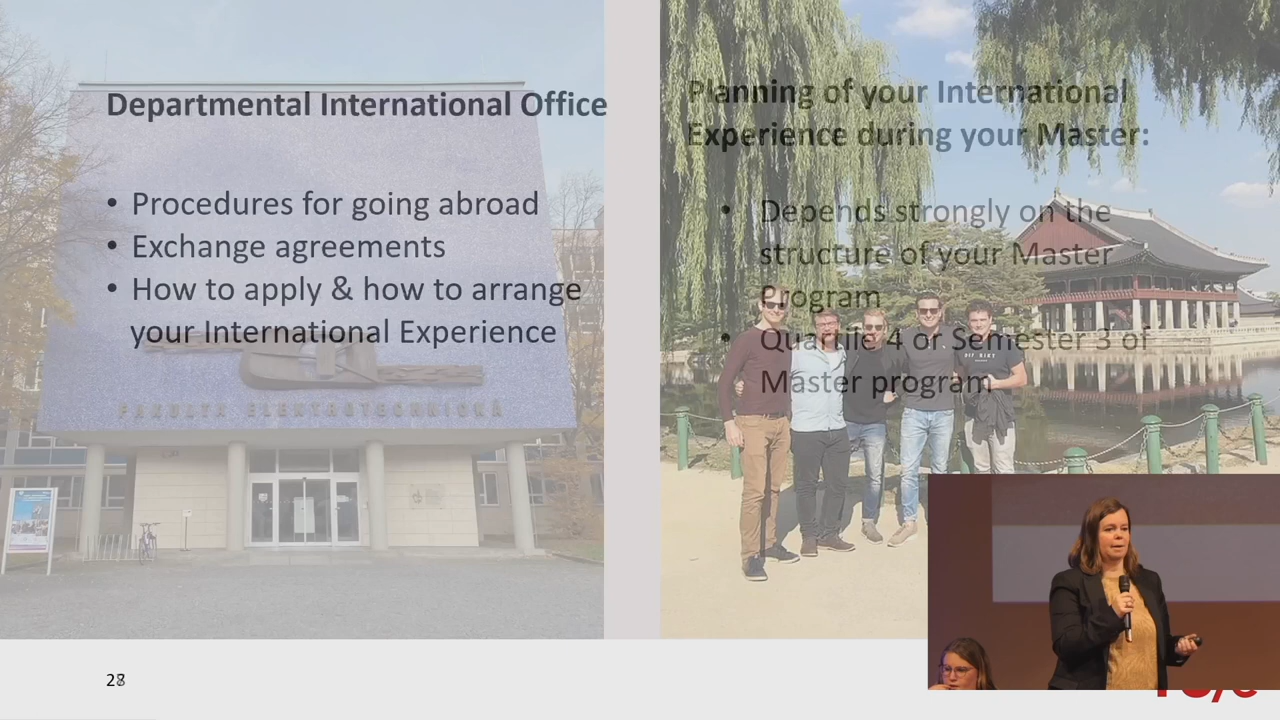 Departmental International Office
• Procedures for going abroad
• Exchange agreements
• How to apply & how to arrange
your International Experience
Planning of your International
Experience during your Master:
• Depends strongly on the
structure of your Master
Program
• Quartile 4 or Semester 3 of
Master program
FAKULTA ELEKTROTECHNICKÁ